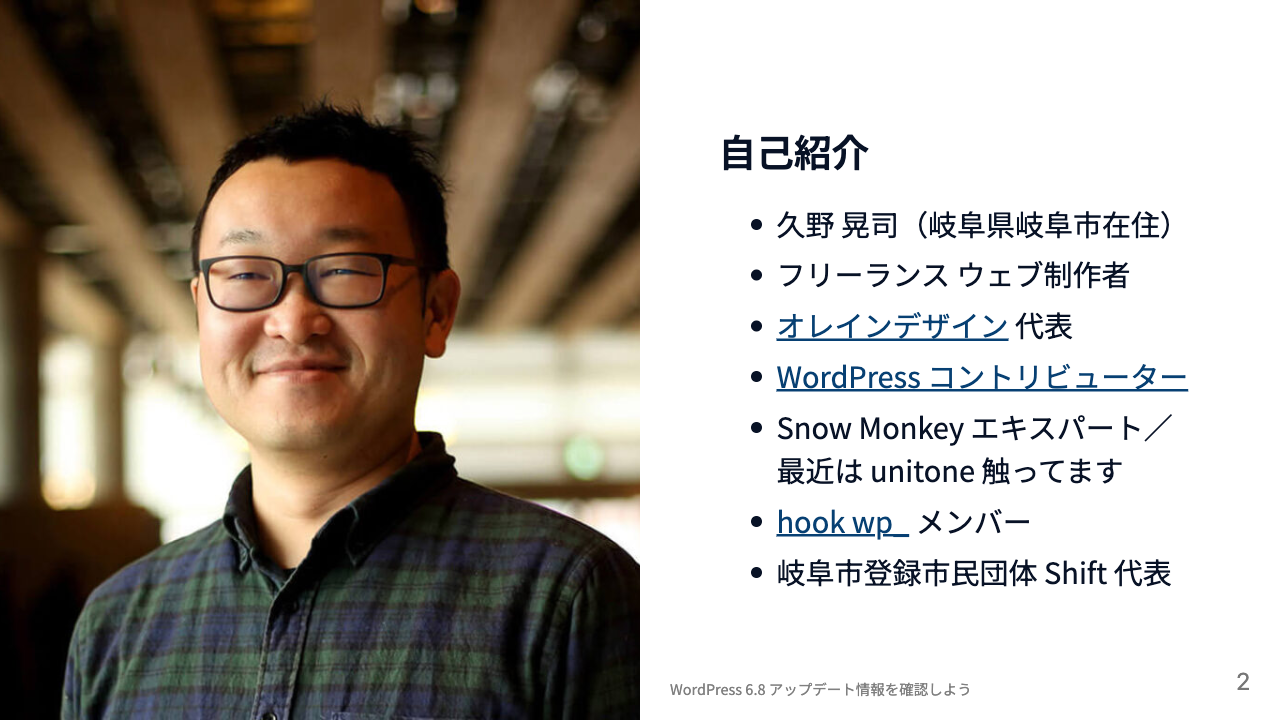 自己紹介
久野 晃司（岐阜県岐阜市在住）
フリーランス ウェブ制作者
オレインデザイン 代表
WordPress コントリビューター
Snow Monkey エキスパート／
最近は unitone 触ってます
hook wp_ メンバー
岐阜市登録市民団体 Shift 代表
WordPress 6.8 アップデート情報を確認しよう
2